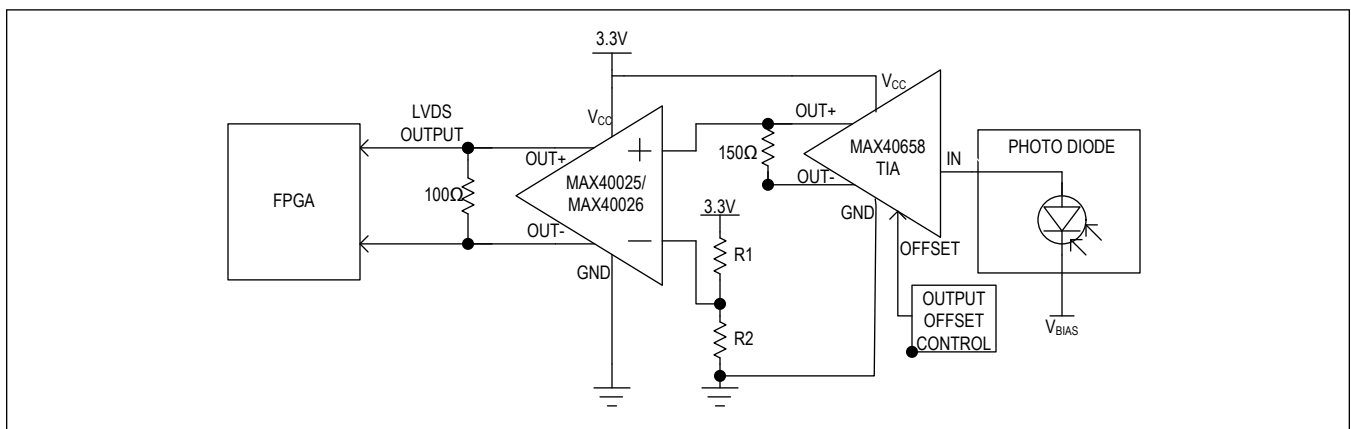 3.3V
VCC
LVDS
OUTPUT
VCC
OUT+
MAX40658
TIA
IN
PHOTO DIODE
OUT+
150Ω
FPGA
100Ω
MAX40025/
MAX40026
+
OUT-
3.3V
GND
OFFSET
OUT-
−
R1
GND
OUTPUT
OFFSET
CONTROL
VBIAS
R2